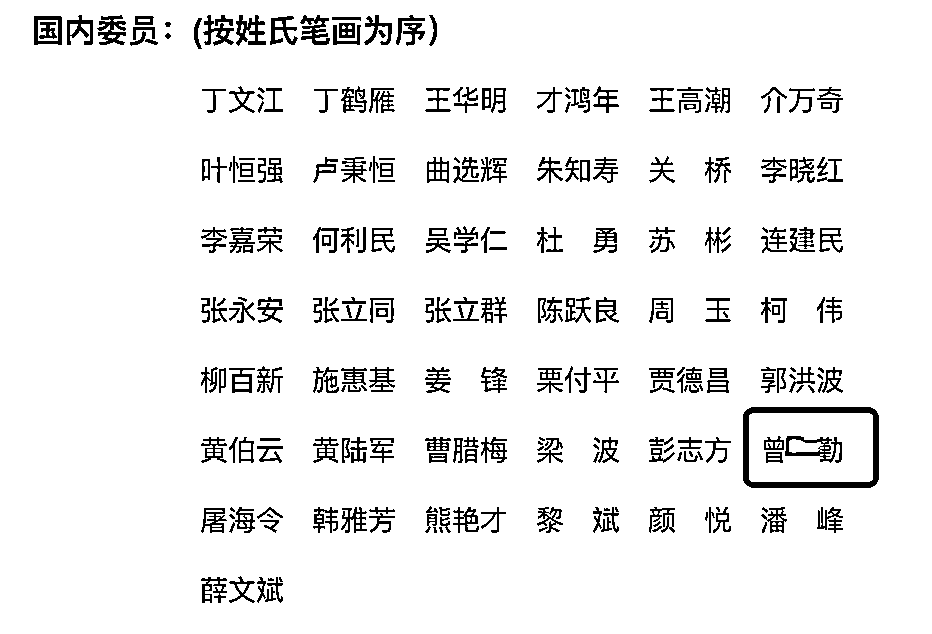 国内委员：(按姓氏笔画为序)
丁文江 丁鹤雁 王华明 才鸿年 王高潮 介万奇
叶恒强 卢秉恒 曲选辉 朱知寿 关桥 李晓红
李嘉荣 何利民 吴学仁 杜勇 苏彬 连建民
张永安 张立同 张立群 陈跃良 周玉 柯伟
柳百新 施惠基 姜锋 栗付平 贾德昌 郭洪波
黄伯云 黄陆军 曹腊梅 梁波 彭志方 曾 勤
屠海令 韩雅芳 熊艳才 黎斌 颜悦 潘峰
薛文斌